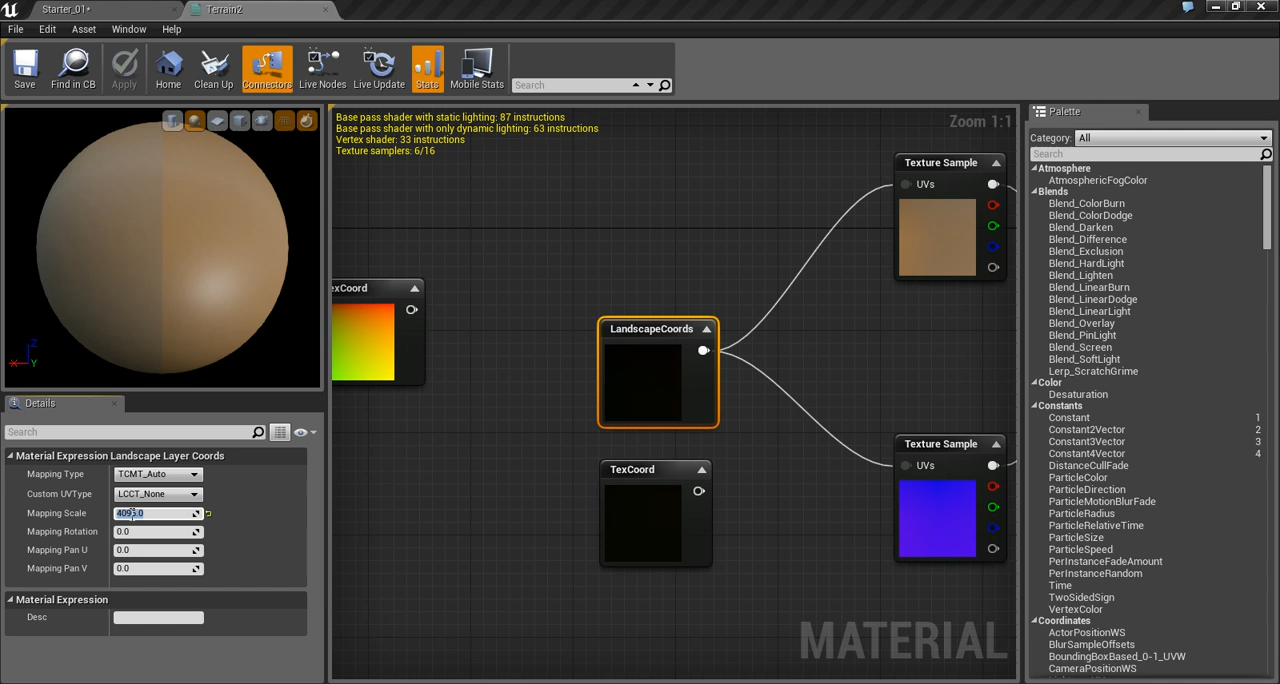 Starter_01*
Terrain2
File Edit Asset Window Help
Save Find in CB Apply Home Clean Up Connectors Live Nodes Live Update Stats Mobile Stats Search
Base pass shader with static lighting: 87 instructions
Base pass shader with only dynamic lighting: 63 instructions
Vertex shader: 33 instructions
Texture samplers: 6/16
Zoom 1:1
Z
X Y
exCoord
LandscapeCoords
TexCoord
Texture Sample
UVs
Texture Sample
UVs
MATERIAL
Details
Search
Material Expression Landscape Layer Coords
Mapping Type TCMT_Auto
Custom UVType LCCT_None
Mapping Scale
Mapping Rotation 0.0
Mapping Pan U 0.0
Mapping Pan V 0.0
Material Expression
Desc
Palette
Category: All
Search
Atmosphere
AtmosphericFogColor
Blends
Blend_ColorBurn
Blend_ColorDodge
Blend_Darken
Blend_Difference
Blend_Exclusion
Blend_HardLight
Blend_Lighten
Blend_LinearBurn
Blend_LinearDodge
Blend_LinearLight
Blend_Overlay
Blend_PinLight
Blend_Screen
Blend_SoftLight
Lerp_ScratchGrime
Color
Desaturation
Constants
Constant 1
Constant2Vector 2
Constant3Vector 3
Constant4Vector 4
DistanceCullFade
ParticleColor
ParticleDirection
ParticleMotionBlurFade
ParticleRadius
ParticleRelativeTime
ParticleSize
ParticleSpeed
PerInstanceFadeAmount
PerInstanceRandom
Time
TwoSidedSign
VertexColor
Coordinates
ActorPositionWS
BlurSampleOffsets
BoundingBoxBased_0-1_UVW
CameraPositionWS